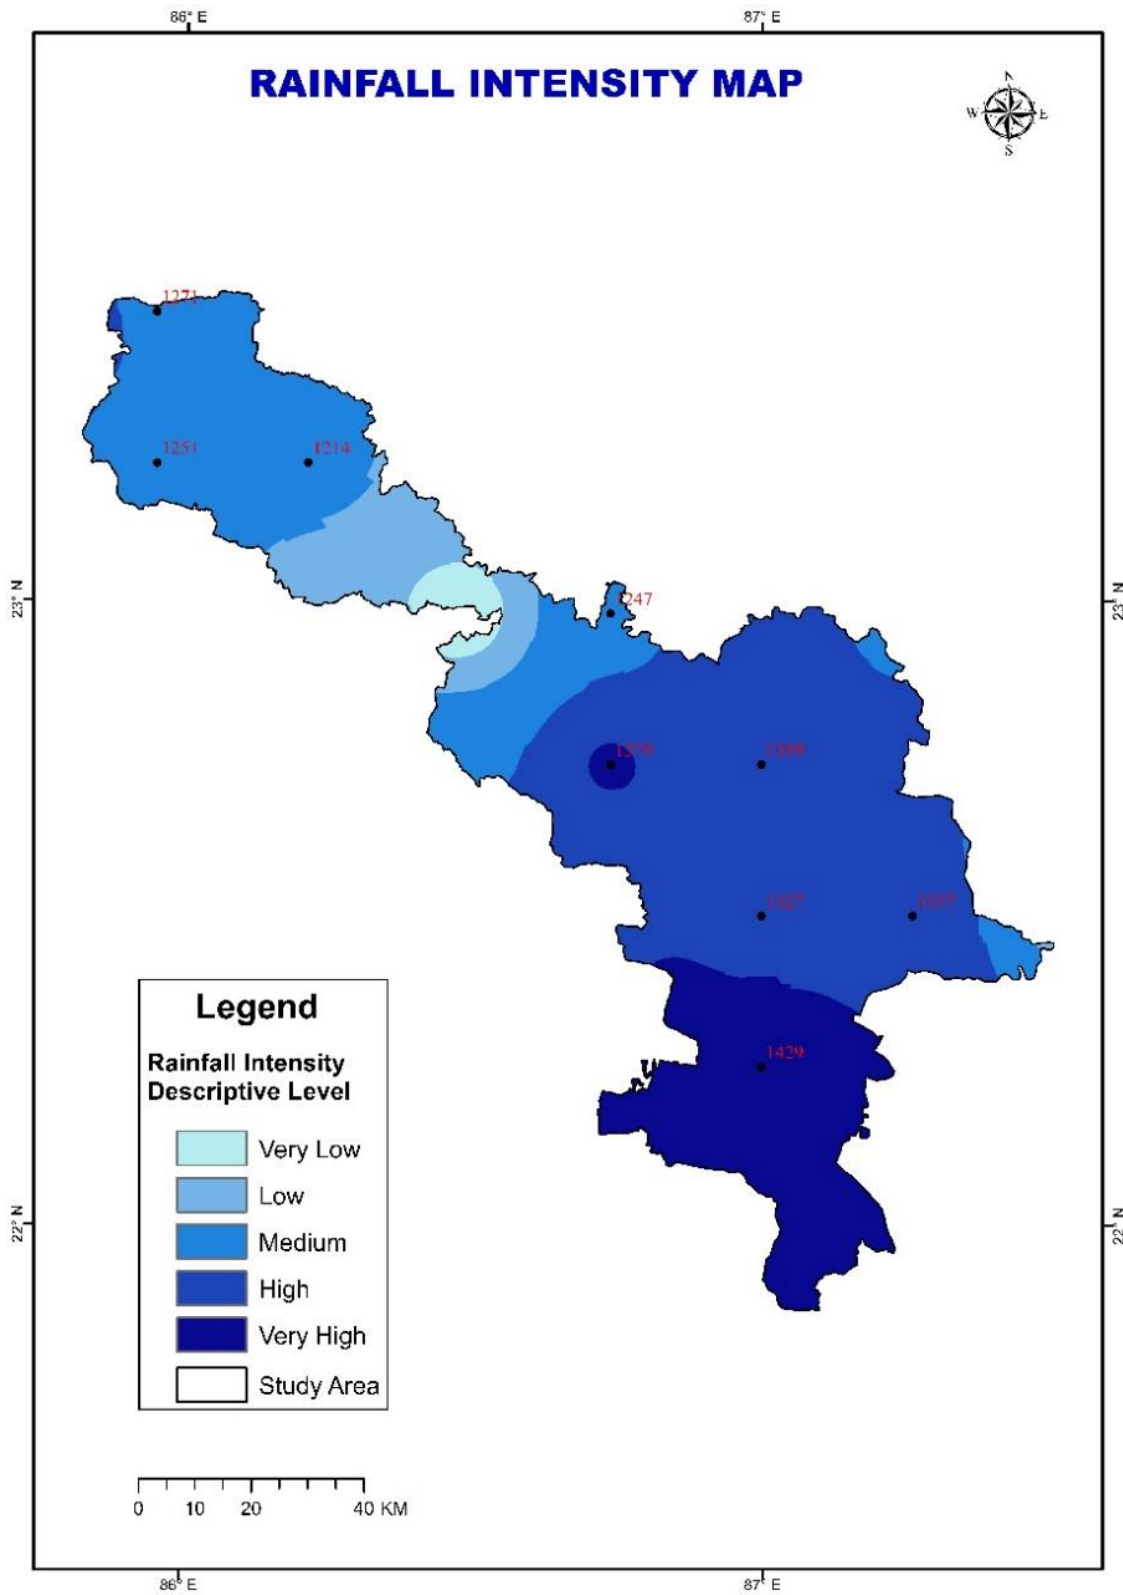 86° E
87° E
RAINFALL INTENSITY MAP
N
W
E
S
1271
1251
1214
23° N
23° N
1247
1327
1429
Legend
Rainfall Intensity
Descriptive Level
Very Low
Low
Medium
High
Very High
Study Area
22° N
22° N
0 10 20 40 KM
86° E
87° E